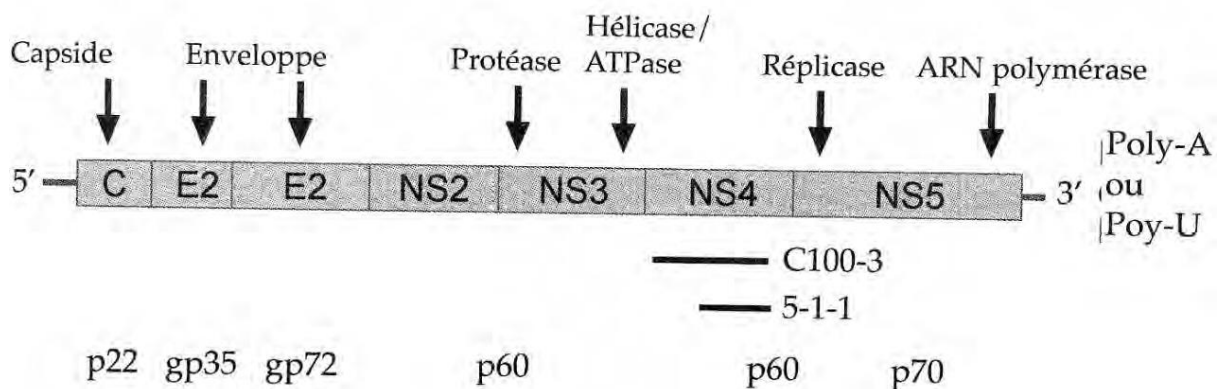 Hélicase/
Capside Enveloppe Protéase ATPase Réplicase ARN polymérase
5' C E2 E2 NS2 NS3 NS4 NS5 3' Poly-A
ou
Poy-U
C100-3
5-1-1
p22 gp35 gp72 p60 p60 p70